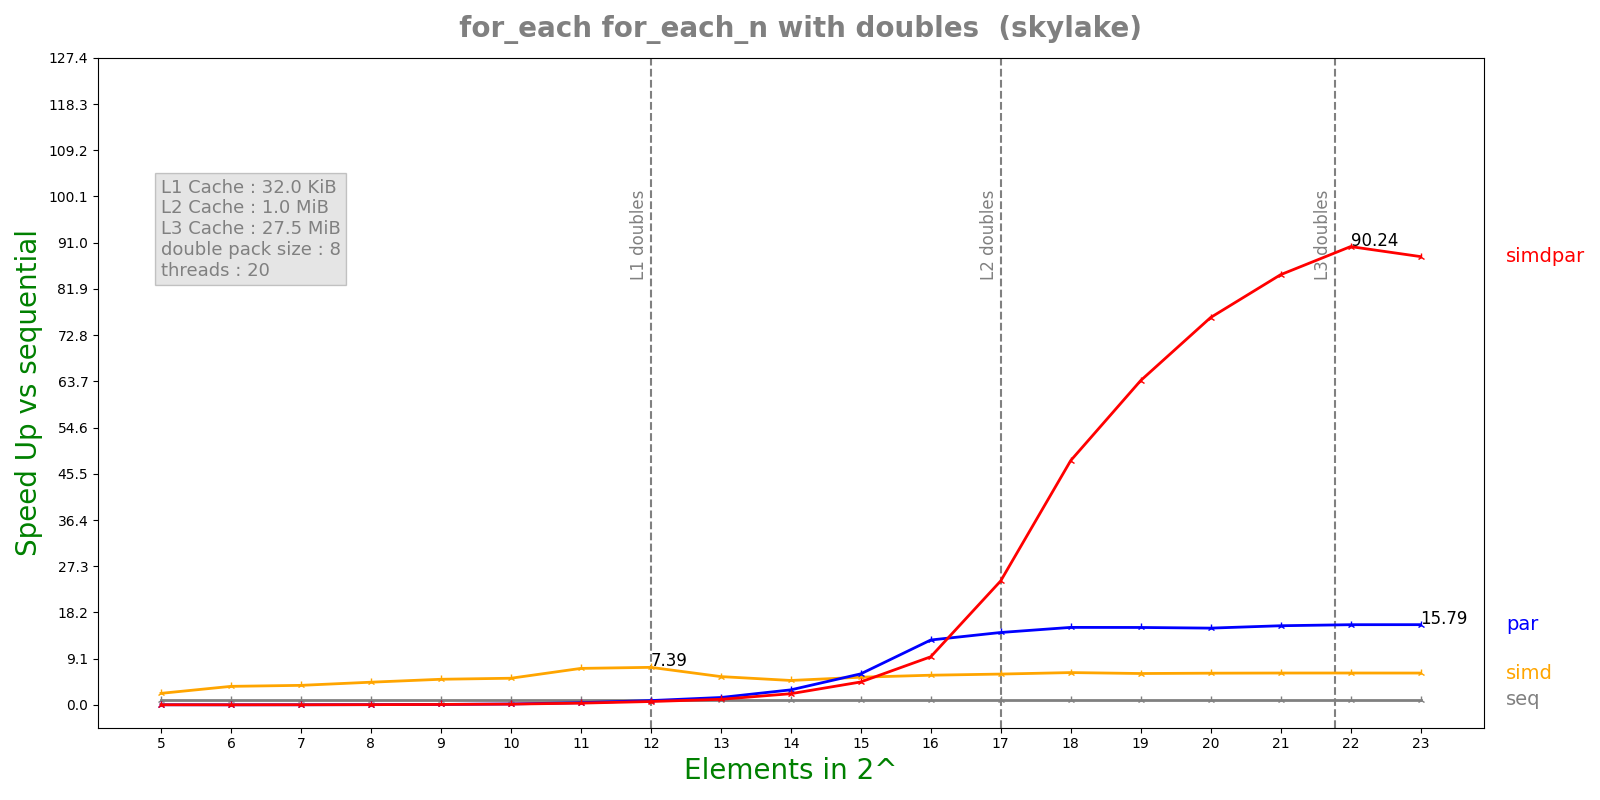 for_each for_each_n with doubles  (skylake)
127.4
118.3
109.2
100.1
91.0
81.9
72.8
63.7
54.6
45.5
36.4
27.3
18.2
9.1
0.0
Speed Up vs sequential
L1 Cache : 32.0 KiB
L2 Cache : 1.0 MiB
L3 Cache : 27.5 MiB
double pack size : 8
threads : 20
L1 doubles
L2 doubles
L3 doubles
90.24
15.79
7.39
simdpar
par
simd
seq
5 6 7 8 9 10 11 12 13 14 15 16 17 18 19 20 21 22 23
Elements in 2^